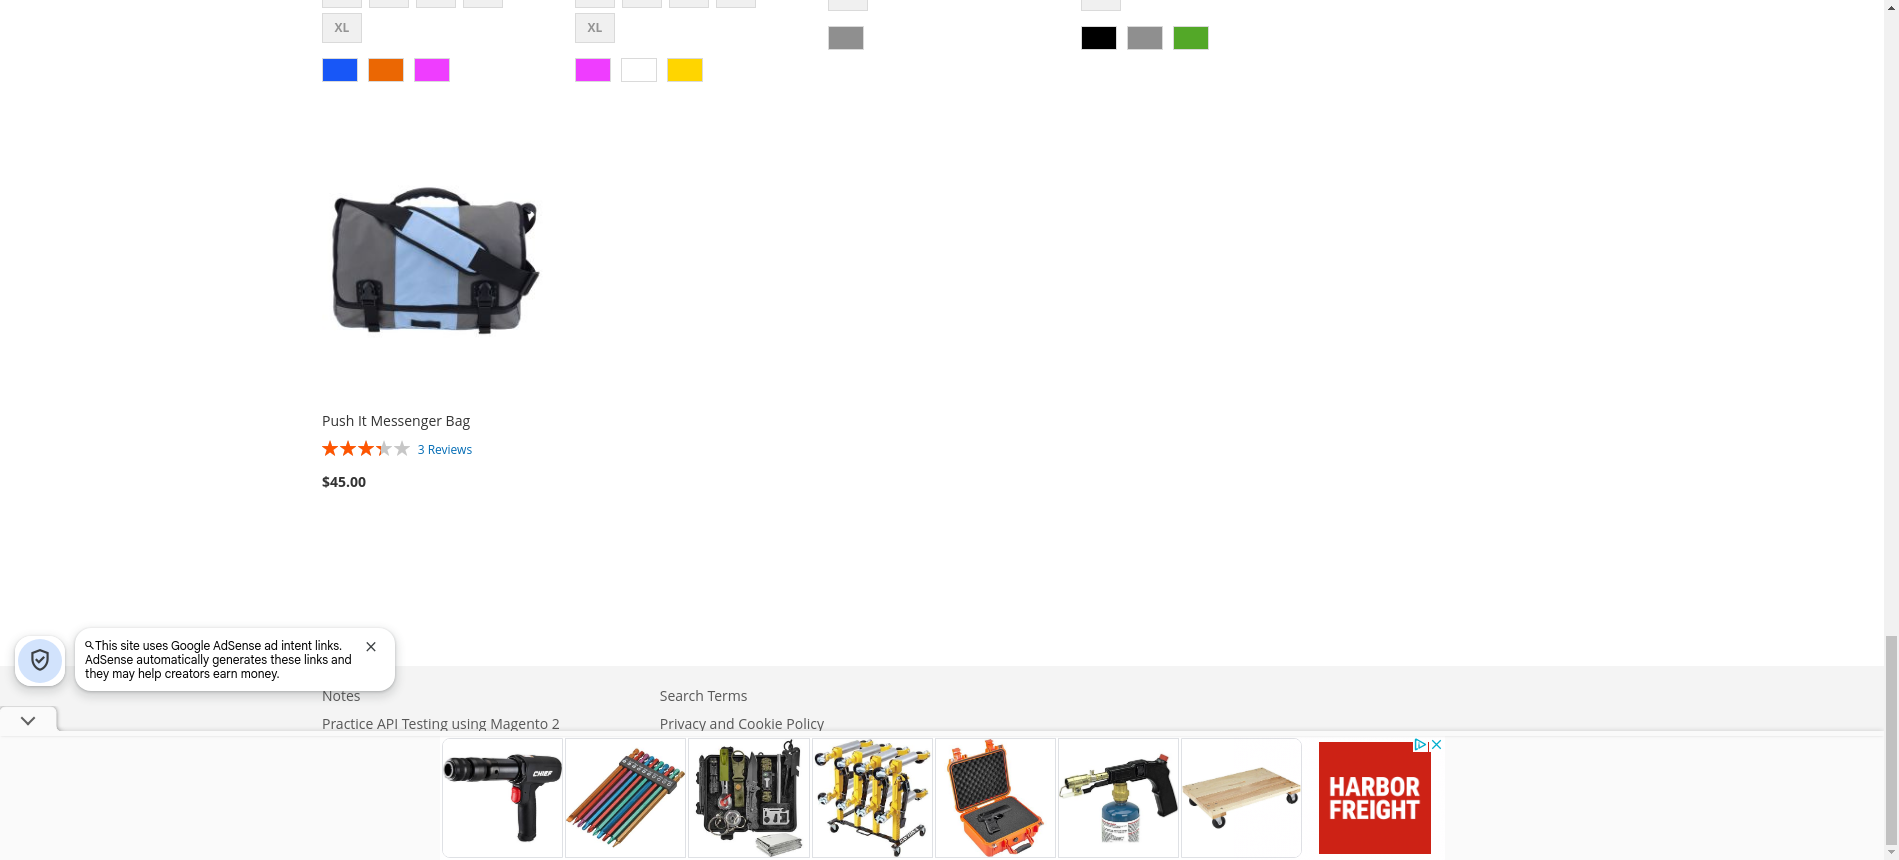 XL
XL
Push It Messenger Bag
3 Reviews
$45.00
This site uses Google AdSense ad intent links.
AdSense automatically generates these links and
they may help creators earn money.
Notes
Search Terms
Practice API Testing using Magento 2
Privacy and Cookie Policy
CHIEF
HARBOR
FREIGHT